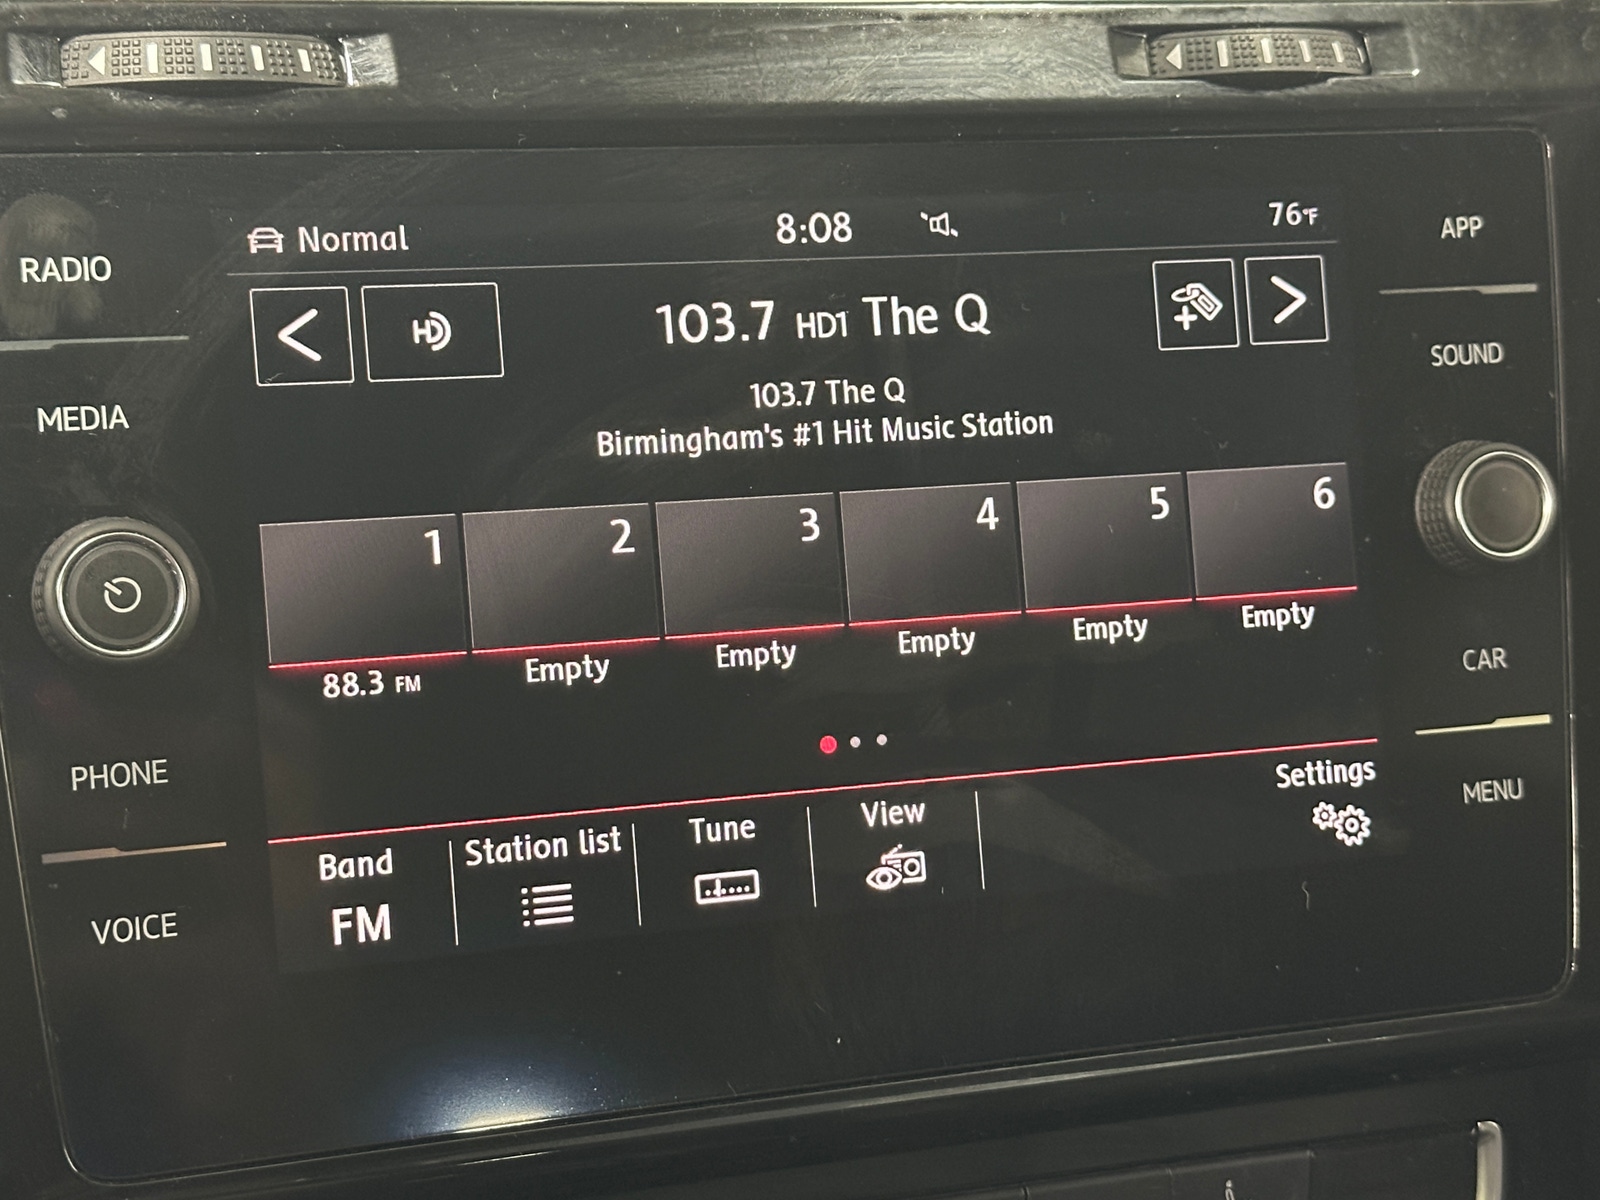 Normal 8:08 76°F
RADIO
APP
< HD 103.7 HD1 The Q >
SOUND
103.7 The Q
MEDIA
Birmingham's #1 Hit Music Station
1 2 3 4 5 6
88.3 FM Empty Empty Empty Empty Empty
CAR
PHONE
Settings
MENU
Band Station list Tune View
FM
VOICE